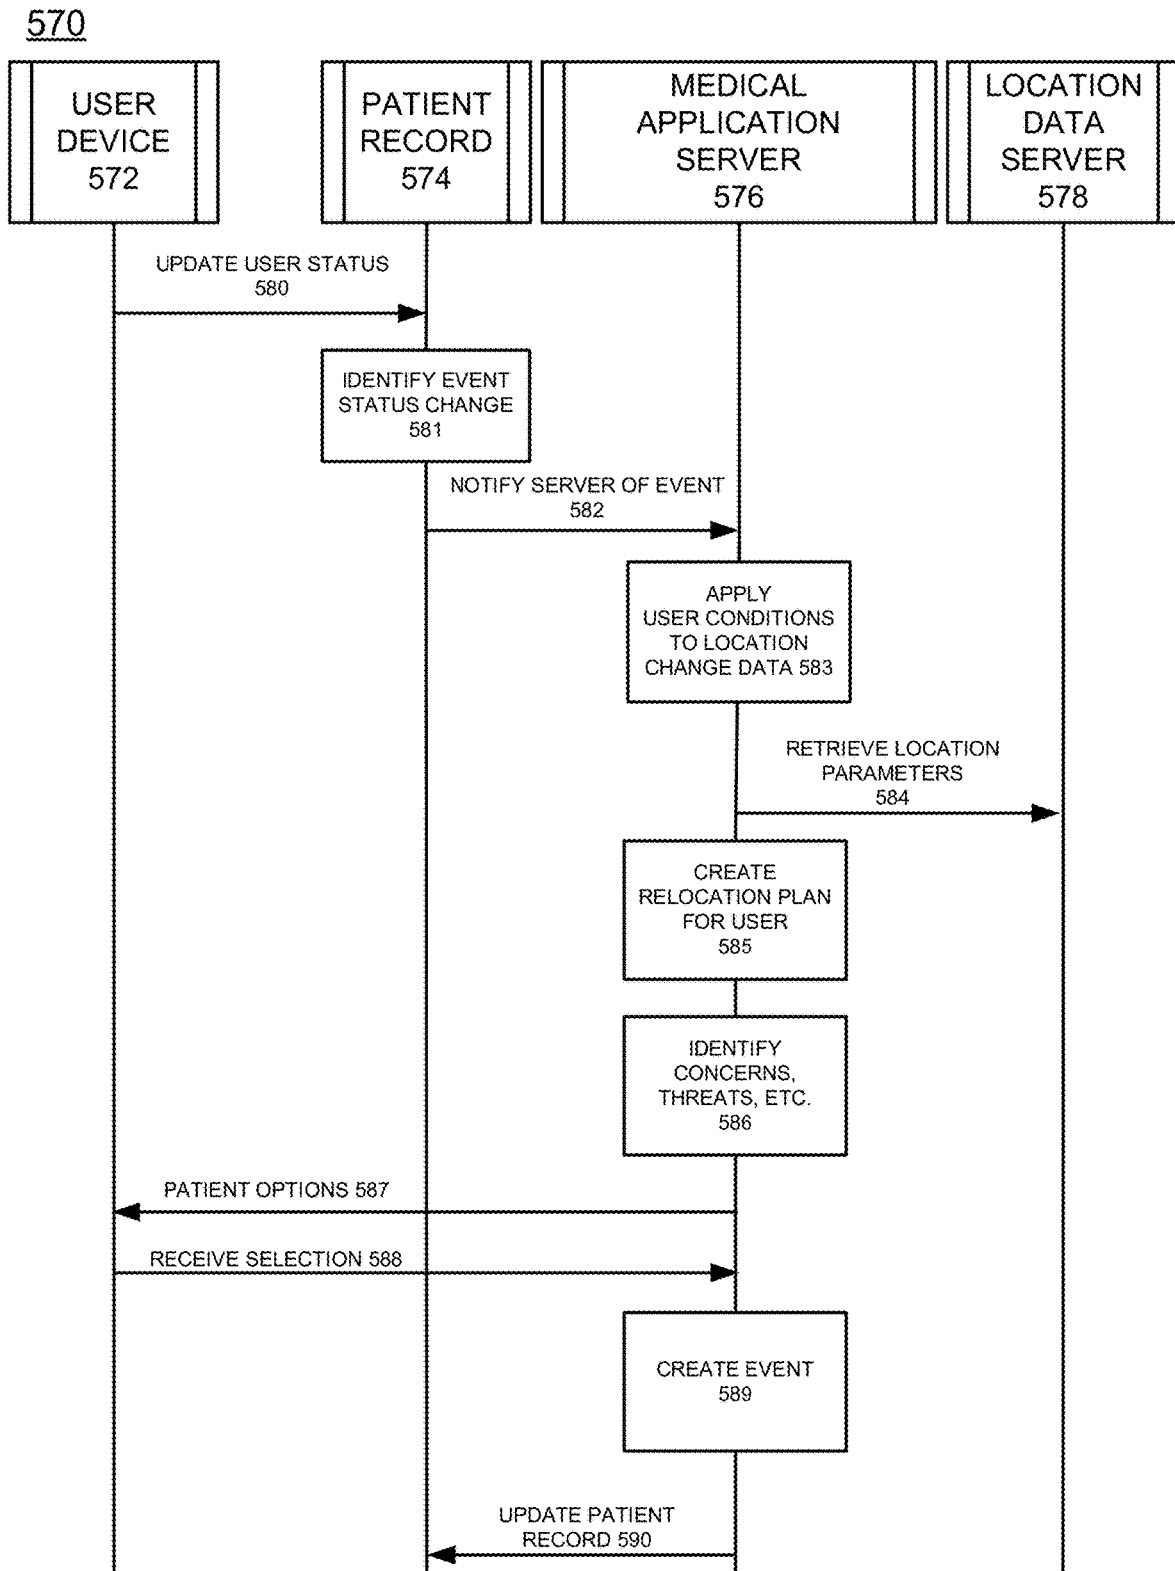 570
USER
DEVICE
572
PATIENT
RECORD
574
MEDICAL
APPLICATION
SERVER
576
LOCATION
DATA
SERVER
578
UPDATE USER STATUS
580
IDENTIFY EVENT
STATUS CHANGE
581
NOTIFY SERVER OF EVENT
582
APPLY
USER CONDITIONS
TO LOCATION
CHANGE DATA 583
RETRIEVE LOCATION
PARAMETERS
584
CREATE
RELOCATION PLAN
FOR USER
585
IDENTIFY
CONCERNS,
THREATS, ETC.
586
PATIENT OPTIONS 587
RECEIVE SELECTION 588
CREATE EVENT
589
UPDATE PATIENT
RECORD 590